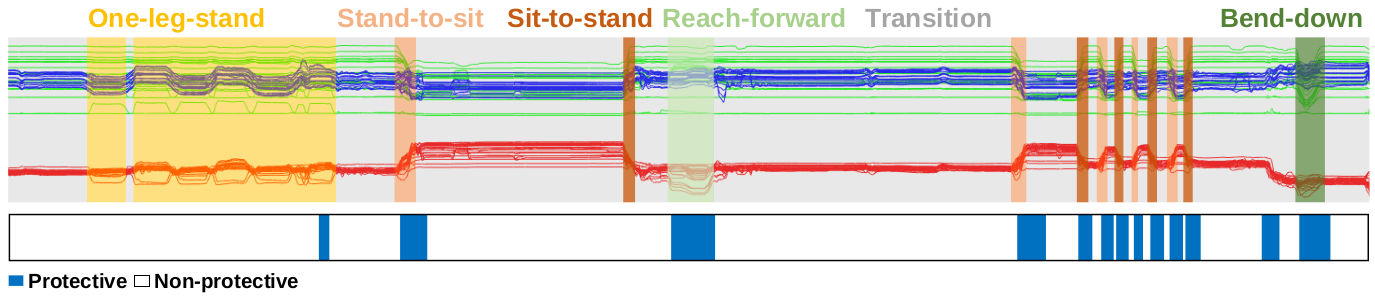 One-leg-stand Stand-to-sit Sit-to-stand Reach-forward Transition Bend-down
Protective Non-protective